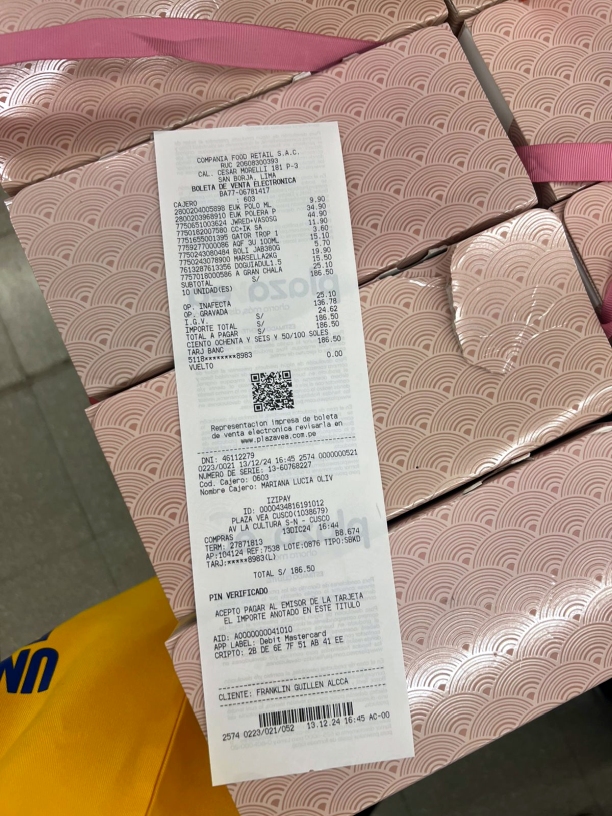 COMPANIA FOOD RETAIL S.A.C.
RUC 20608300393
CAL. CESAR MORELLI 181 P-3
SAN BORJA, LIMA
BOLETA DE VENTA ELECTRONICA
BA77-06781417
CAJERO : 603
2800204005898 EUK POLO ML 9.90
2800203968910 EUK POLERA P 34.90
7750651003624 JWRED+VASOSG 44.90
7750182007580 CC+IK SA 11.90
7751655001395 GATOR TROP 1 3.60
7759277000086 AQF 3U 100ML 15.10
7750243080484 BOLI JAB380G 5.70
7750243078900 MARSELLA2KG 19.90
7613287613356 DOGUIADUL1.5 15.50
7757018000586 A GRAN CHALA 25.10
SUBTOTAL S/ 186.50
10 UNIDAD(ES)
OP. INAFECTA 25.10
OP. GRAVADA 136.78
I.G.V. 24.62
IMPORTE TOTAL S/ 186.50
TOTAL A PAGAR S/ 186.50
CIENTO OCHENTA Y SEIS Y 50/100 SOLES
TARJ BANC 186.50
5118********8983
VUELTO 0.00
Representacion impresa de boleta
de venta electronica revisarla en
www.plazavea.com.pe
DNI: 46112279
0223/0021 13/12/24 16:45 2574 0000000521
NUMERO DE SERIE: 13-60768227
Cod. Cajero: 0603
Nombre Cajero: MARIANA LUCIA OLIV
IZIPAY
ID: 0000434816191012
PLAZA VEA CUSCO(1038679)
AV LA CULTURA S-N - CUSCO
COMPRAS 13DIC24 16:44
TERM: 27871813 B8.674
AP:104124 REF:7538 LOTE:0876 TIPO:SBKD
TARJ:*****8983(L)
TOTAL S/ 186.50
PIN VERIFICADO
ACEPTO PAGAR AL EMISOR DE LA TARJETA
EL IMPORTE ANOTADO EN ESTE TITULO
AID: A0000000041010
APP LABEL: Debit Mastercard
CRIPTO: 2B DE 6E 7F 51 AB 41 EE
CLIENTE: FRANKLIN GUILLEN ALCCA
2574 0223/021/052 13.12.24 16:45 AC-00
UN